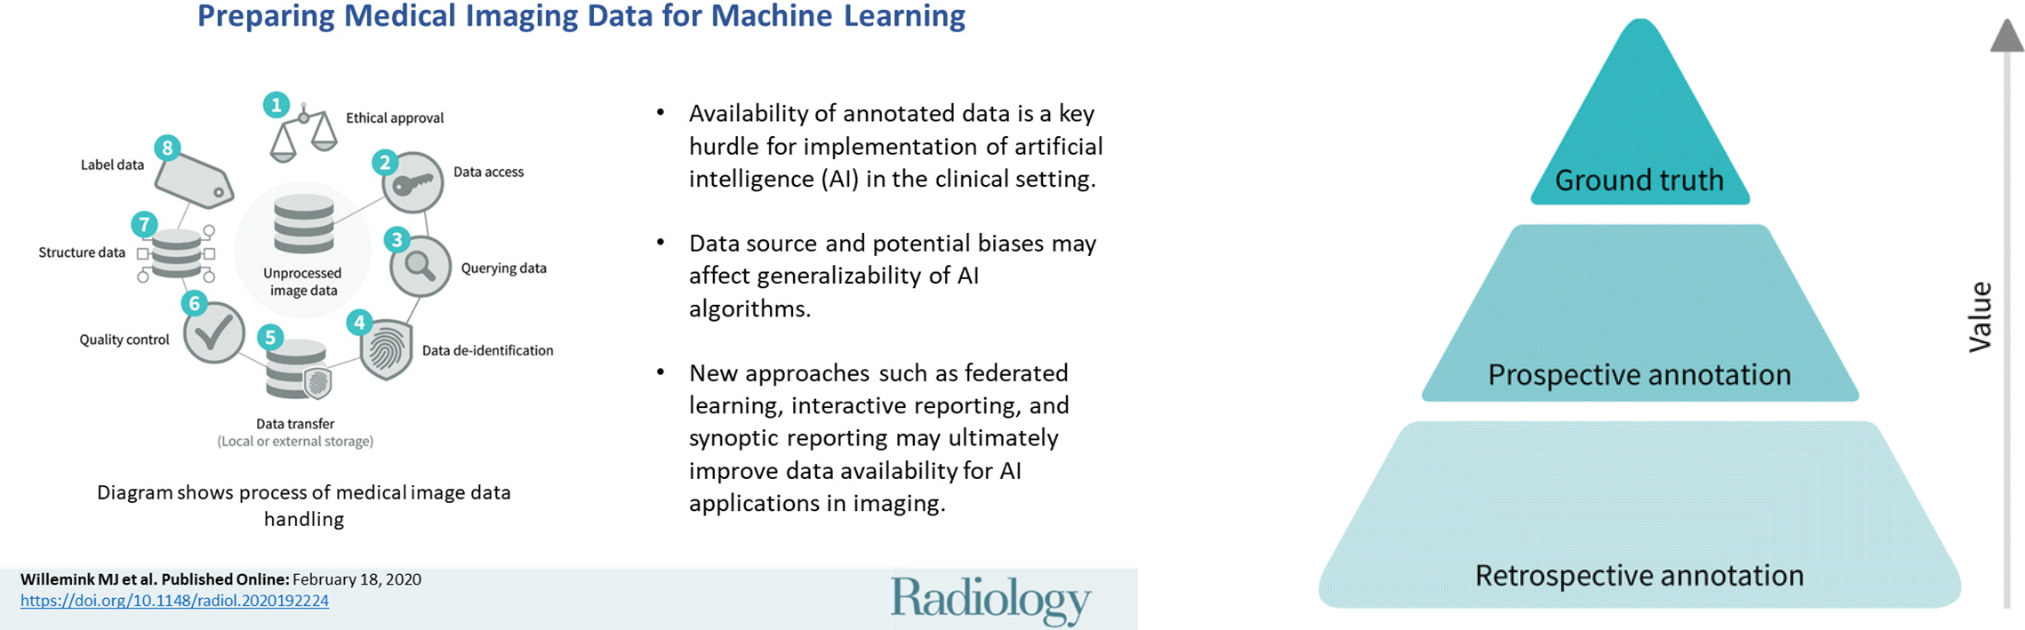 Preparing Medical Imaging Data for Machine Learning
1
Ethical approval
2
Data access
3
Querying data
4
Data de-identification
5
Data transfer
(Local or external storage)
6
Quality control
7
Structure data
8
Label data
Unprocessed
image data
Diagram shows process of medical image data
handling
• Availability of annotated data is a key
hurdle for implementation of artificial
intelligence (AI) in the clinical setting.
• Data source and potential biases may
affect generalizability of AI
algorithms.
• New approaches such as federated
learning, interactive reporting, and
synoptic reporting may ultimately
improve data availability for AI
applications in imaging.
Willemink MJ et al. Published Online: February 18, 2020
https://doi.org/10.1148/radiol.2020192224
Radiology
Ground truth
Prospective annotation
Retrospective annotation
Value